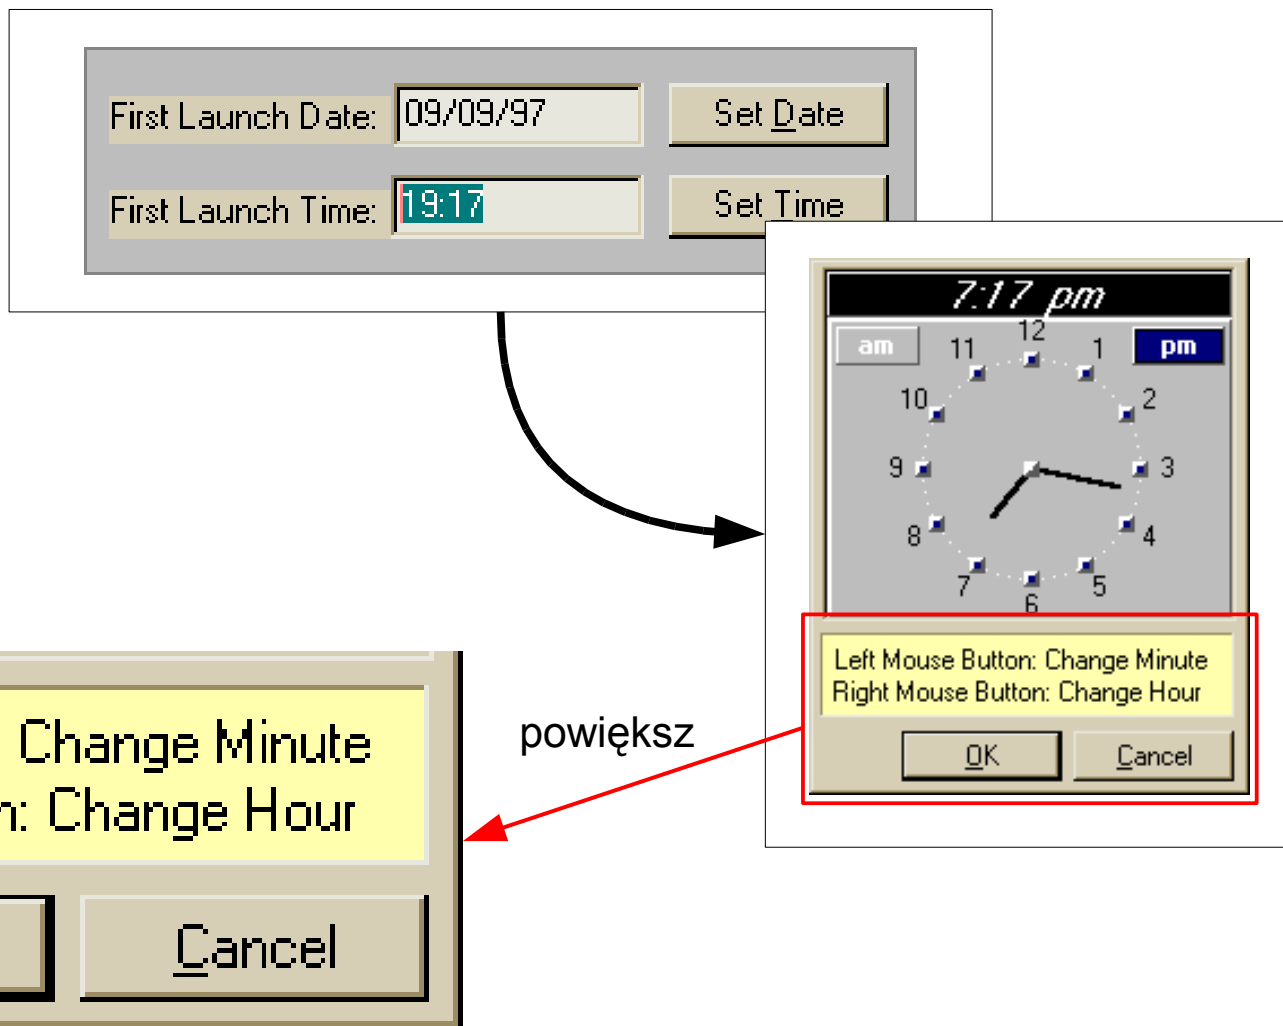 First Launch Date: 09/09/97 Set Date
First Launch Time: 19:17 Set Time
7:17 pm
am pm
12
1
2
3
4
5
6
7
8
9
10
11
Left Mouse Button: Change Minute
Right Mouse Button: Change Hour
OK Cancel
powiększ
Change Minute
n: Change Hour
Cancel